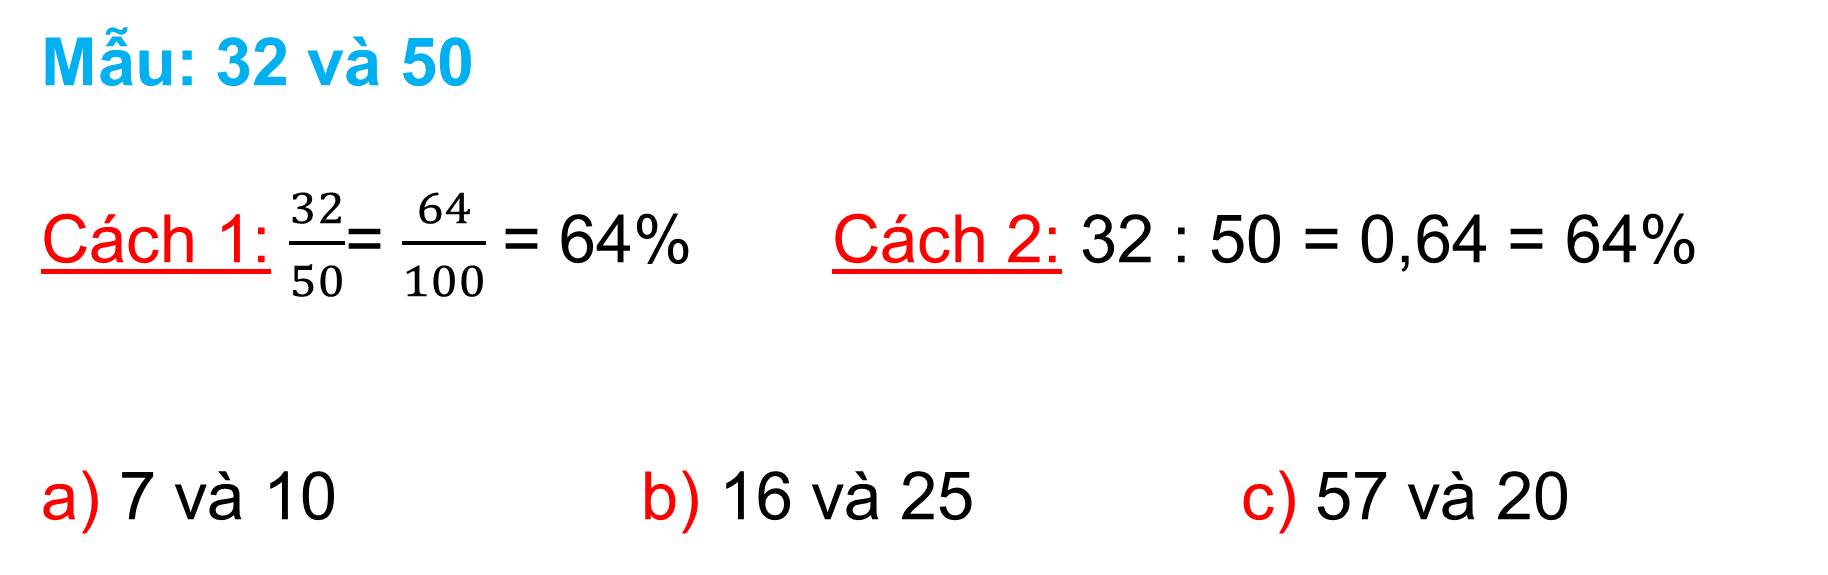 Mẫu: 32 và 50
Cách 1: 32/50 = 64/100 = 64% Cách 2: 32 : 50 = 0,64 = 64%
a) 7 và 10 b) 16 và 25 c) 57 và 20